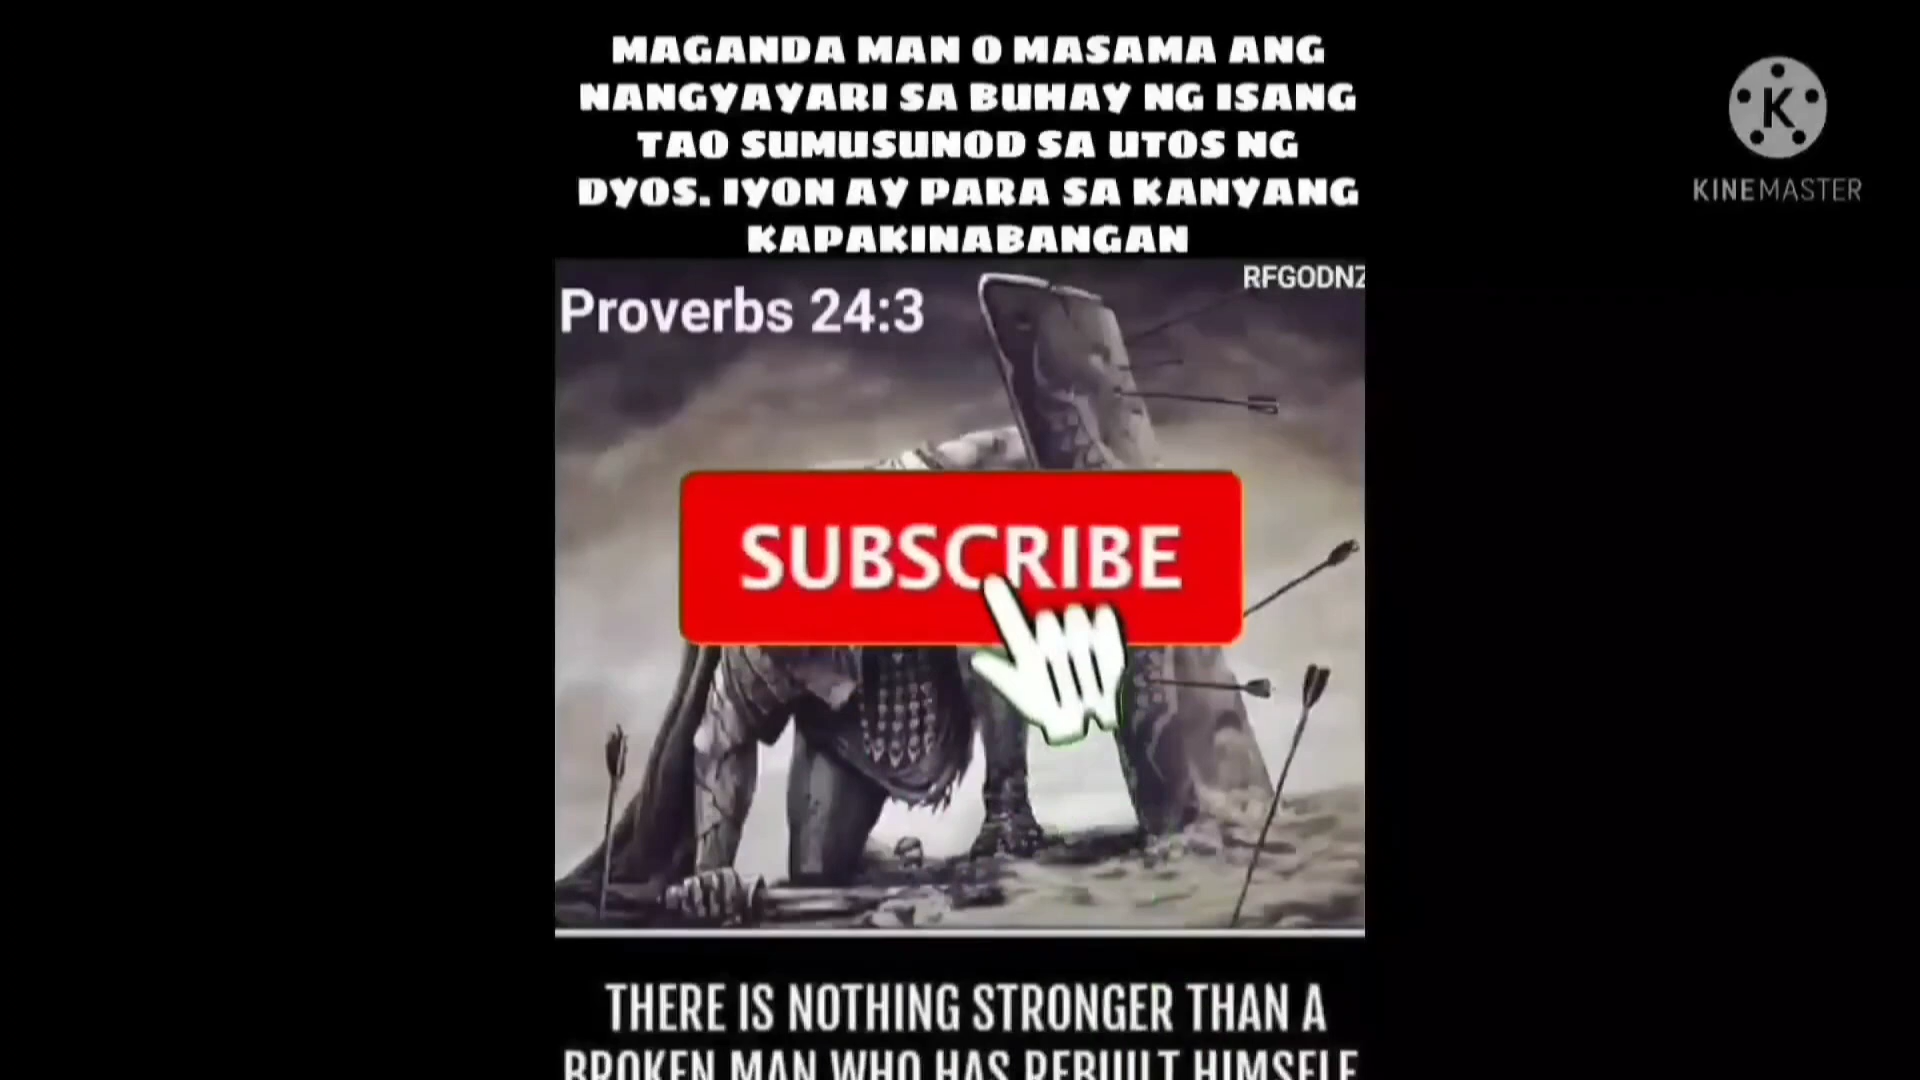 MAGANDA MAN O MASAMA ANG
NANGYAYARI SA BUHAY NG ISANG
TAO SUMUSUNOD SA UTOS NG
DYOS. IYON AY PARA SA KANYANG
KAPAKINABANGAN
K
KINEMASTER
RFGODNZ
Proverbs 24:3
SUBSCRIBE
THERE IS NOTHING STRONGER THAN A
BROKEN MAN WHO HAS REBUILT HIMSELF